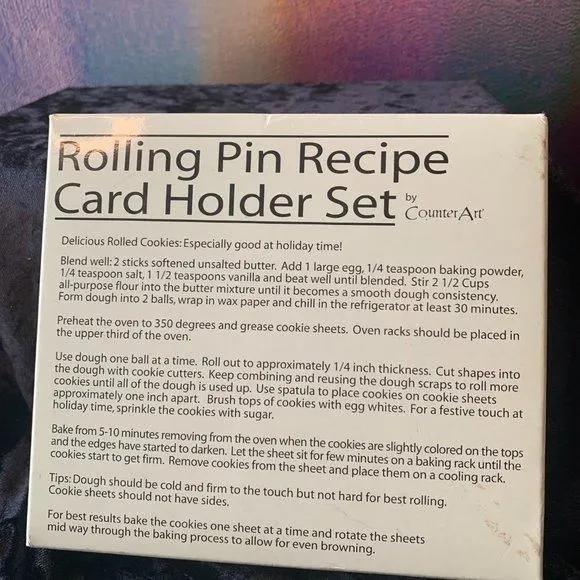 Rolling Pin Recipe
Card Holder Set by CounterArt
Delicious Rolled Cookies: Especially good at holiday time!
Blend well: 2 sticks softened unsalted butter. Add 1 large egg, 1/4 teaspoon baking powder,
1/4 teaspoon salt, 1 1/2 teaspoons vanilla and beat well until blended. Stir 2 1/2 Cups
all-purpose flour into the butter mixture until it becomes a smooth dough consistency.
Form dough into 2 balls, wrap in wax paper and chill in the refrigerator at least 30 minutes.
Preheat the oven to 350 degrees and grease cookie sheets. Oven racks should be placed in
the upper third of the oven.
Use dough one ball at a time. Roll out to approximately 1/4 inch thickness. Cut shapes into
the dough with cookie cutters. Keep combining and reusing the dough scraps to roll more
cookies until all of the dough is used up. Use spatula to place cookies on cookie sheets
approximately one inch apart. Brush tops of cookies with egg whites. For a festive touch at
holiday time, sprinkle the cookies with sugar.
Bake from 5-10 minutes removing from the oven when the cookies are slightly colored on the tops
and the edges have started to darken. Let the sheet sit for few minutes on a baking rack until the
cookies start to get firm. Remove cookies from the sheet and place them on a cooling rack.
Tips: Dough should be cold and firm to the touch but not hard for best rolling.
Cookie sheets should not have sides.
For best results bake the cookies one sheet at a time and rotate the sheets
mid way through the baking process to allow for even browning.